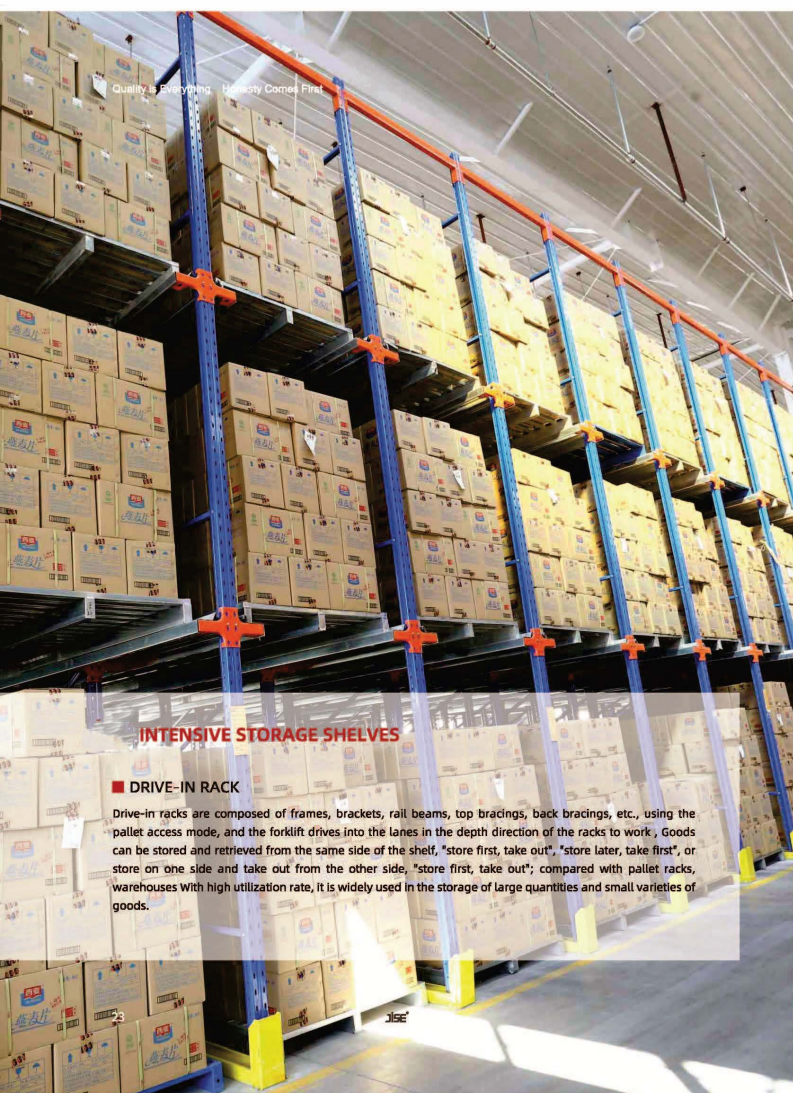 Quality Is Everything Honesty Comes First
燕麦片
INTENSIVE STORAGE SHELVES
DRIVE-IN RACK
Drive-in racks are composed of frames, brackets, rail beams, top bracings, back bracings, etc., using the
pallet access mode, and the forklift drives into the lanes in the depth direction of the racks to work , Goods
can be stored and retrieved from the same side of the shelf, "store first, take out", "store later, take first", or
store on one side and take out from the other side, "store first, take out"; compared with pallet racks,
warehouses With high utilization rate, it is widely used in the storage of large quantities and small varieties of
goods.
23